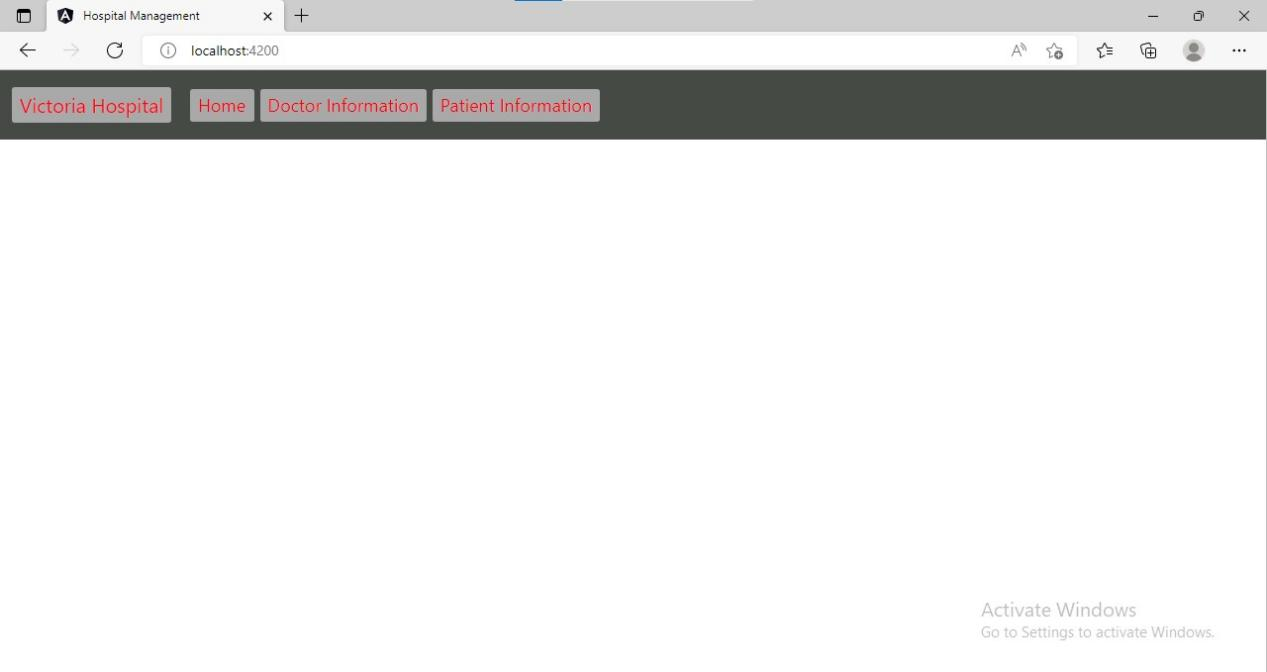 Hospital Management
localhost:4200
Victoria Hospital Home Doctor Information Patient Information
Activate Windows
Go to Settings to activate Windows.